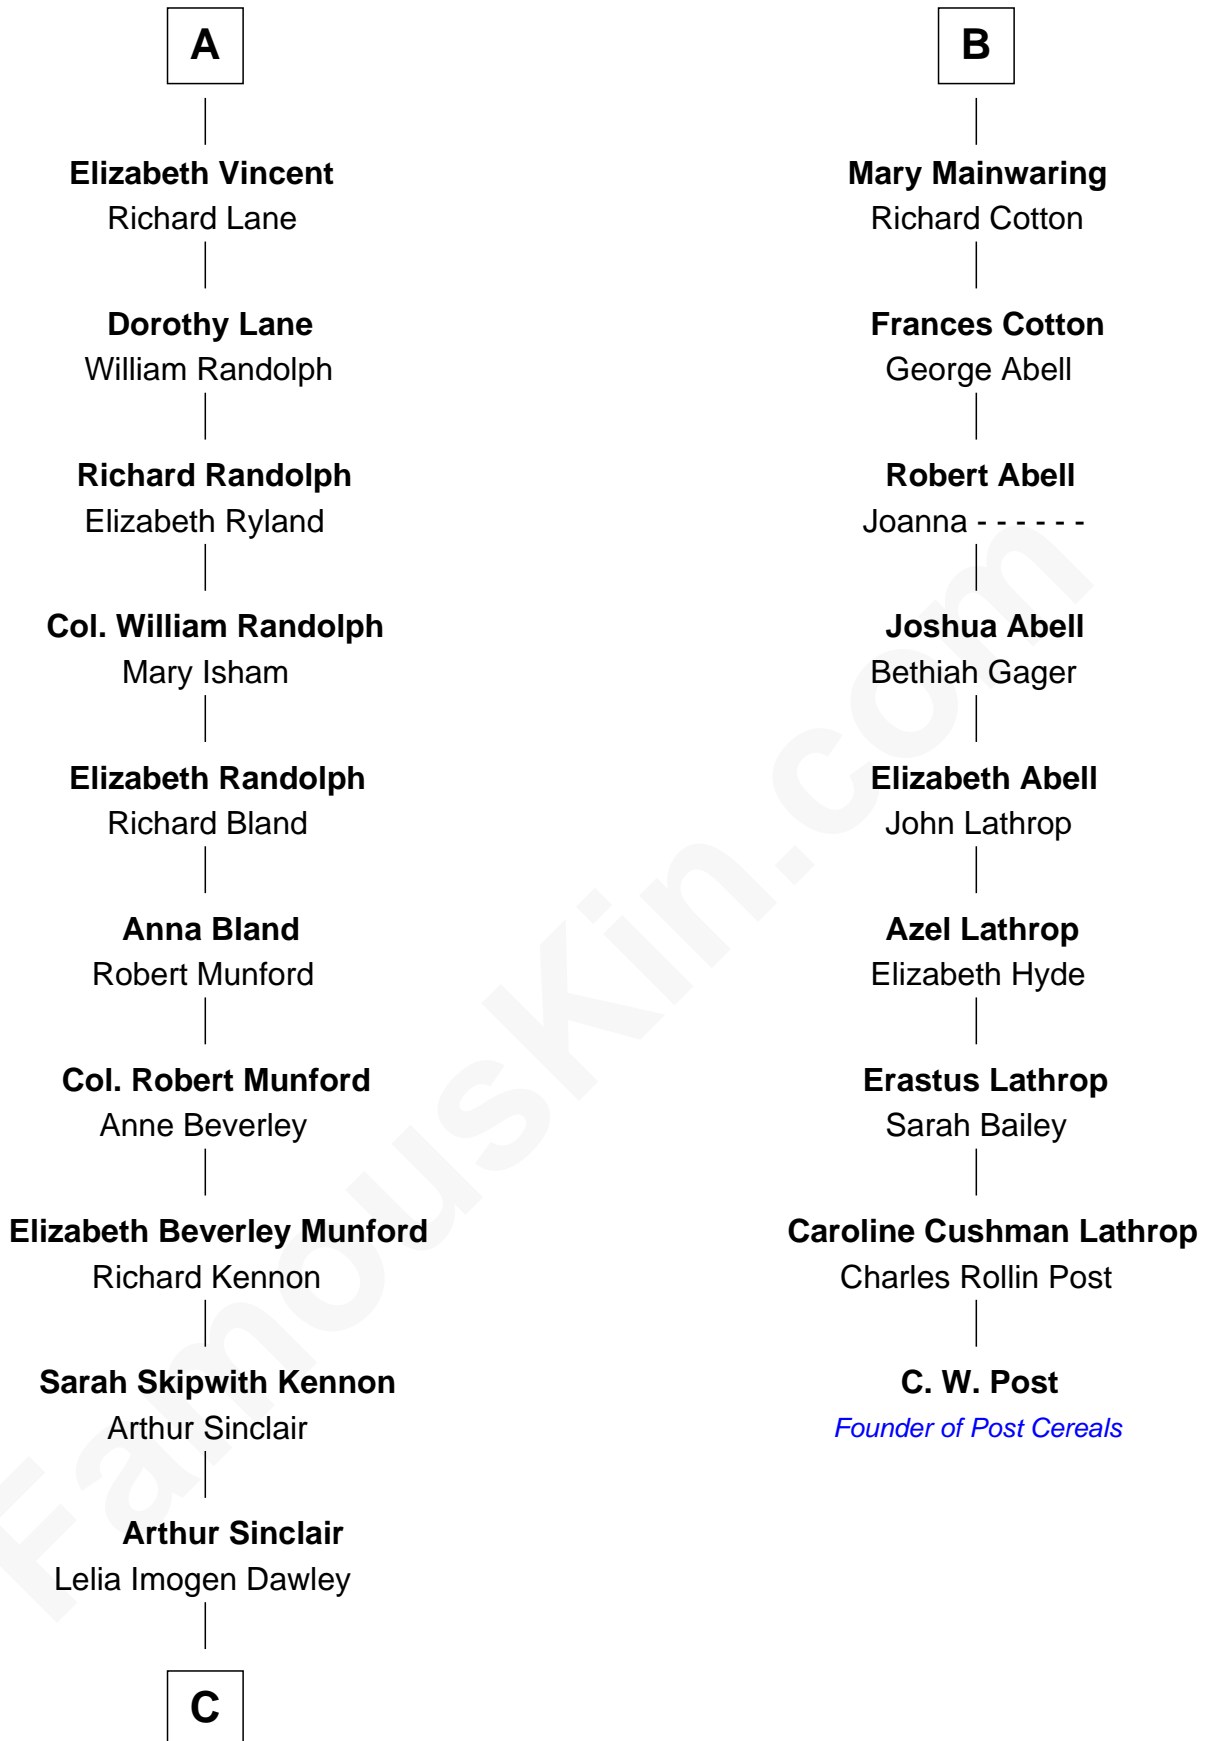 A
Elizabeth Vincent
Richard Lane
Dorothy Lane
William Randolph
Richard Randolph
Elizabeth Ryland
Col. William Randolph
Mary Isham
Elizabeth Randolph
Richard Bland
Anna Bland
Robert Munford
Col. Robert Munford
Anne Beverley
Elizabeth Beverley Munford
Richard Kennon
Sarah Skipwith Kennon
Arthur Sinclair
Arthur Sinclair
Lelia Imogen Dawley
C
B
Mary Mainwaring
Richard Cotton
Frances Cotton
George Abell
Robert Abell
Joanna - - - - - -
Joshua Abell
Bethiah Gager
Elizabeth Abell
John Lathrop
Azel Lathrop
Elizabeth Hyde
Erastus Lathrop
Sarah Bailey
Caroline Cushman Lathrop
Charles Rollin Post
C. W. Post
Founder of Post Cereals
FamousKin.com